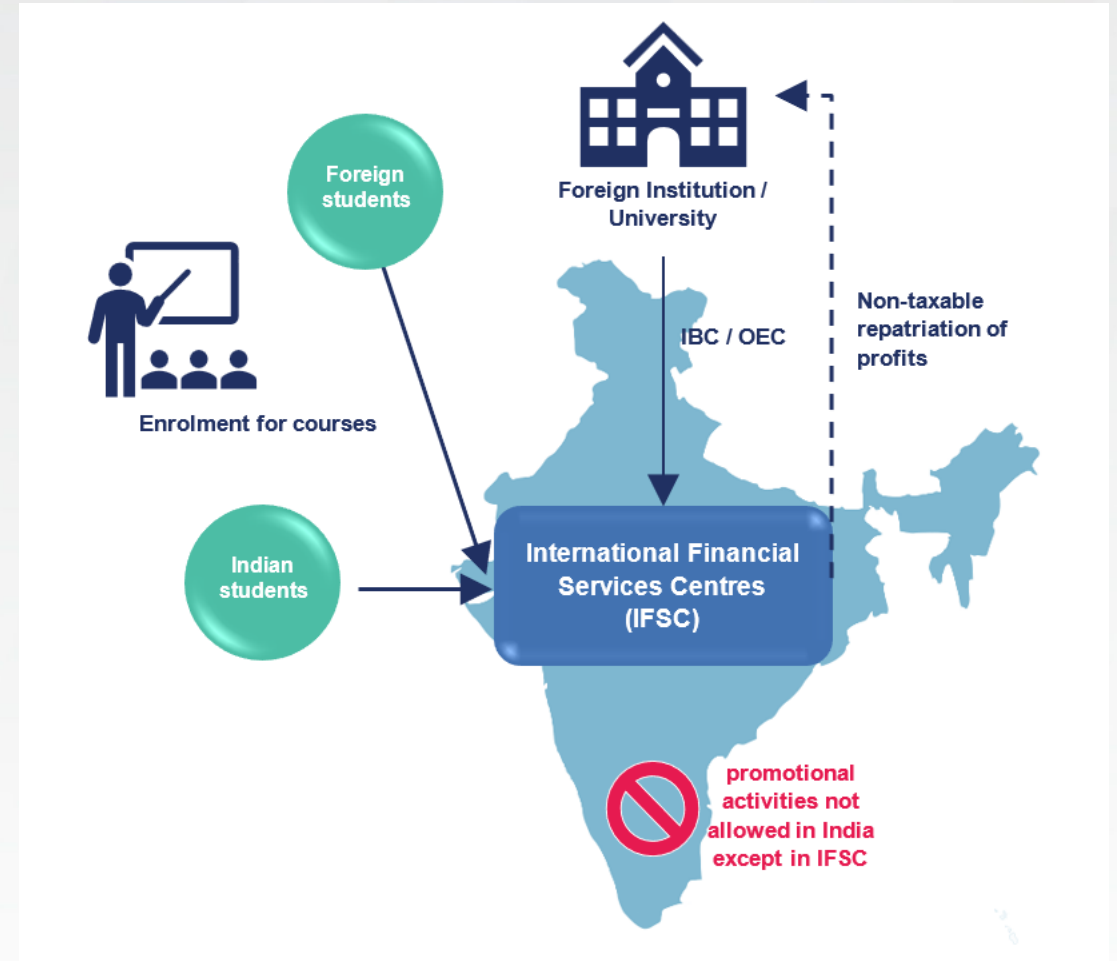 Foreign
students
Foreign Institution /
University
IBC / OEC
Non-taxable
repatriation of
profits
Enrolment for courses
Indian
students
International Financial
Services Centres
(IFSC)
promotional
activities not
allowed in India
except in IFSC